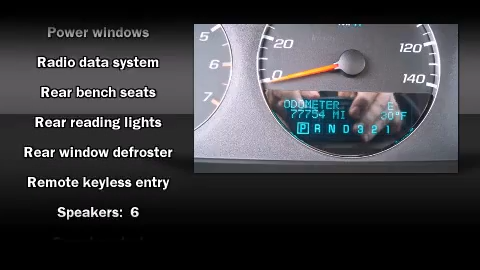 Power windows
Radio data system
Rear bench seats
Rear reading lights
Rear window defroster
Remote keyless entry
Speakers: 6
5
6
7
20
0
120
140
ODOMETER E
77754 MI 30°F
P R N D 3 2 1